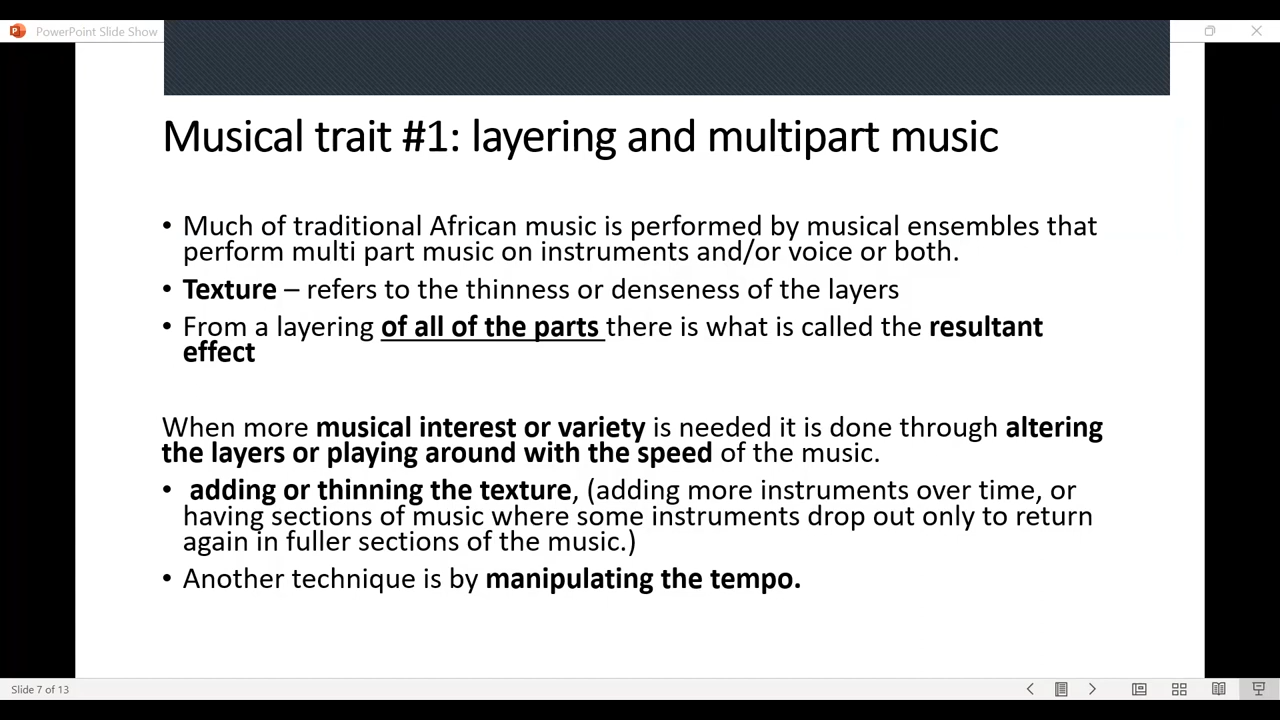 PowerPoint Slide Show
Musical trait #1: layering and multipart music
• Much of traditional African music is performed by musical ensembles that
perform multi part music on instruments and/or voice or both.
• Texture – refers to the thinness or denseness of the layers
• From a layering of all of the parts there is what is called the resultant
effect
When more musical interest or variety is needed it is done through altering
the layers or playing around with the speed of the music.
• adding or thinning the texture, (adding more instruments over time, or
having sections of music where some instruments drop out only to return
again in fuller sections of the music.)
• Another technique is by manipulating the tempo.
Slide 7 of 13